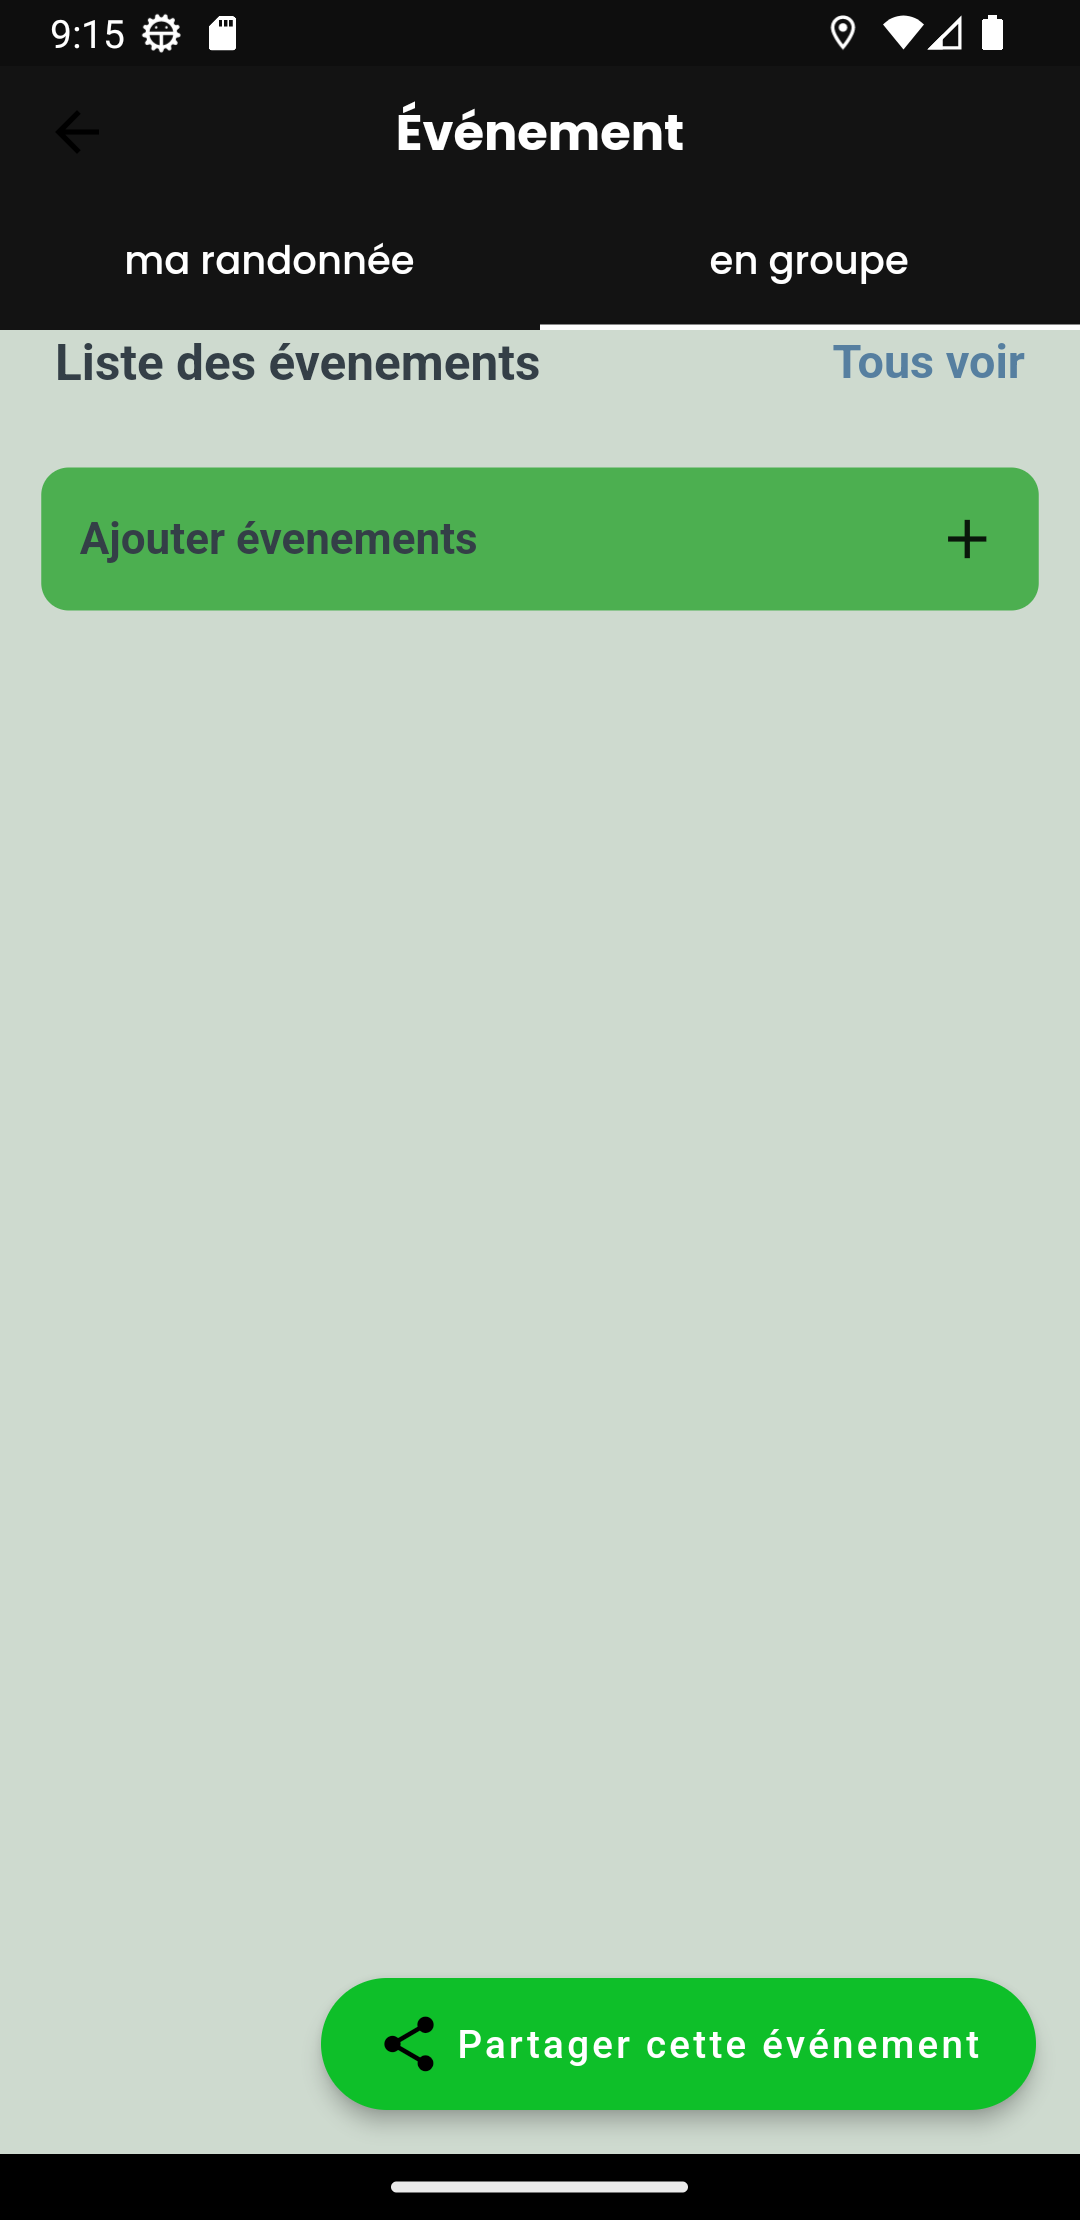 9:15
Événement
ma randonnée en groupe
Liste des évenements Tous voir
Ajouter évenements
Partager cette événement